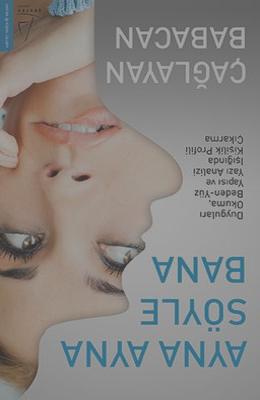 AYNA AYNA
SÖYLE
BANA
Duyguları
Okuma,
Beden-Yüz
Yapısı ve
Yazı Analizi
Işığında
Kişilik Profili
Çıkarma
ÇAĞLAYAN
BABACAN